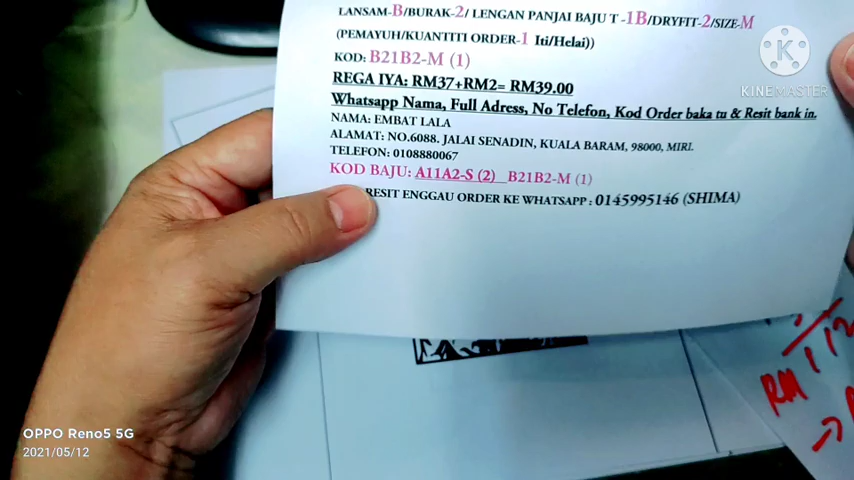 LANSAM-B/BURAK-2/ LENGAN PANJAI BAJU T -1B/DRYFIT-2/SIZE-M
(PEMAYUH/KUANTITI ORDER-1 Iti/Helai))
KOD: B21B2-M (1)
REGA IYA: RM37+RM2= RM39.00
Whatsapp Nama, Full Adress, No Telefon, Kod Order baka tu & Resit bank in.
NAMA: EMBAT LALA
ALAMAT: NO.6088. JALAI SENADIN, KUALA BARAM, 98000, MIRI.
TELEFON: 0108880067
KOD BAJU: A11A2-S (2) B21B2-M (1)
RESIT ENGGAU ORDER KE WHATSAPP : 0145995146 (SHIMA)
KINEMASTER
RM 112
OPPO Reno5 5G
2021/05/12